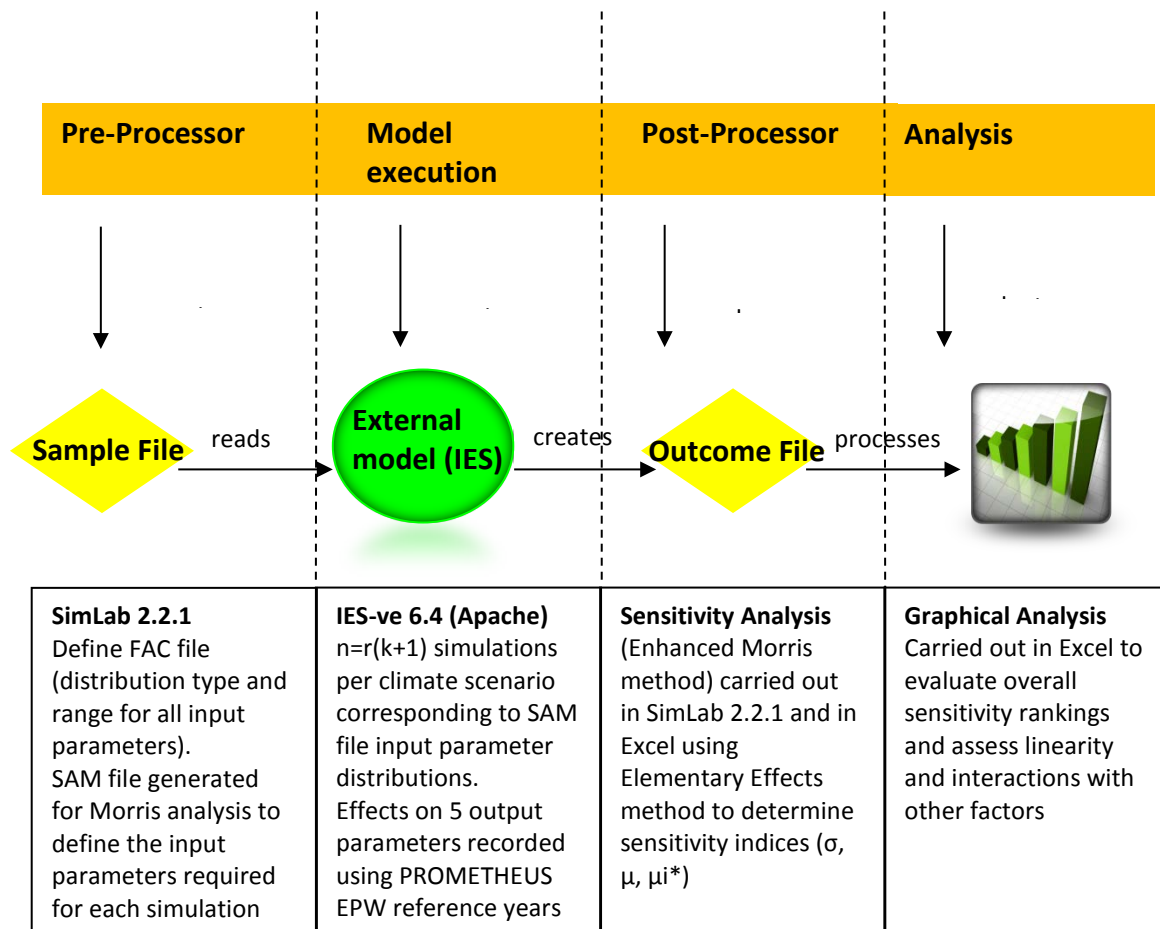 Pre-Processor
Model
execution
Post-Processor
Analysis
Sample File
reads
External
model (IES)
creates
Outcome File
processes
SimLab 2.2.1
Define FAC file
(distribution type and
range for all input
parameters).
SAM file generated
for Morris analysis to
define the input
parameters required
for each simulation
IES-ve 6.4 (Apache)
n=r(k+1) simulations
per climate scenario
corresponding to SAM
file input parameter
distributions.
Effects on 5 output
parameters recorded
using PROMETHEUS
EPW reference years
Sensitivity Analysis
(Enhanced Morris
method) carried out
in SimLab 2.2.1 and in
Excel using
Elementary Effects
method to determine
sensitivity indices (σ,
μ, μi*)
Graphical Analysis
Carried out in Excel to
evaluate overall
sensitivity rankings
and assess linearity
and interactions with
other factors